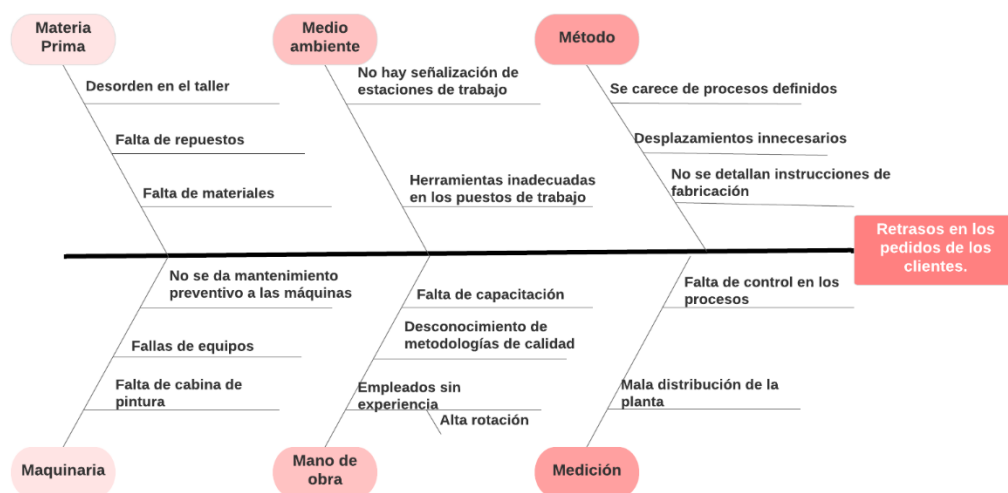 Materia
Prima
Medio
ambiente
Método
Desorden en el taller
Falta de repuestos
Falta de materiales
No hay señalización de
estaciones de trabajo
Herramientas inadecuadas
en los puestos de trabajo
Se carece de procesos definidos
Desplazamientos innecesarios
No se detallan instrucciones de
fabricación
Retrasos en los
pedidos de los
clientes.
No se da mantenimiento
preventivo a las máquinas
Fallas de equipos
Falta de cabina de
pintura
Falta de capacitación
Desconocimiento de
metodologías de calidad
Empleados sin
experiencia
Alta rotación
Falta de control en los
procesos
Mala distribución de la
planta
Maquinaria
Mano de
obra
Medición